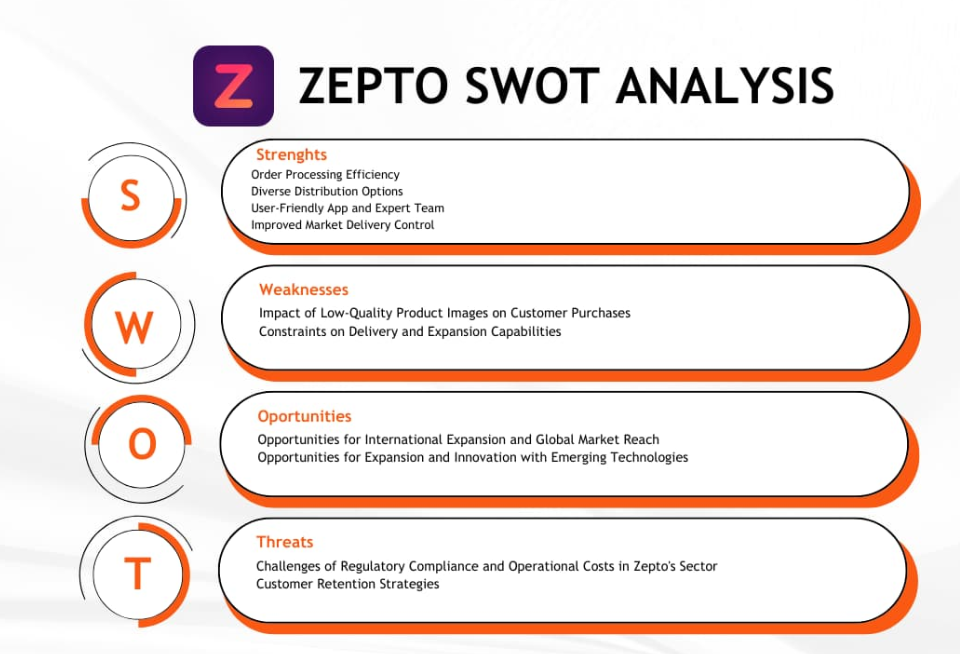 Z ZEPTO SWOT ANALYSIS
S
Strenghts
Order Processing Efficiency
Diverse Distribution Options
User-Friendly App and Expert Team
Improved Market Delivery Control
W
Weaknesses
Impact of Low-Quality Product Images on Customer Purchases
Constraints on Delivery and Expansion Capabilities
O
Oportunities
Opportunities for International Expansion and Global Market Reach
Opportunities for Expansion and Innovation with Emerging Technologies
T
Threats
Challenges of Regulatory Compliance and Operational Costs in Zepto's Sector
Customer Retention Strategies